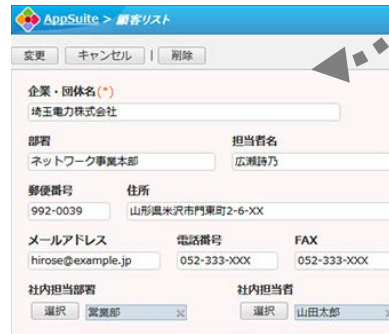 AppSuite > 顧客リスト
変更 キャンセル | 削除
企業・団体名(*)
埼玉電力株式会社
部署 担当者名
ネットワーク事業本部 広瀬詩乃
郵便番号 住所
992-0039 山形県米沢市門東町2-6-XX
メールアドレス 電話番号 FAX
hirose@example.jp 052-333-XXX 052-333-XXX
社内担当部署 社内担当者
選択 営業部 選択 山田太郎